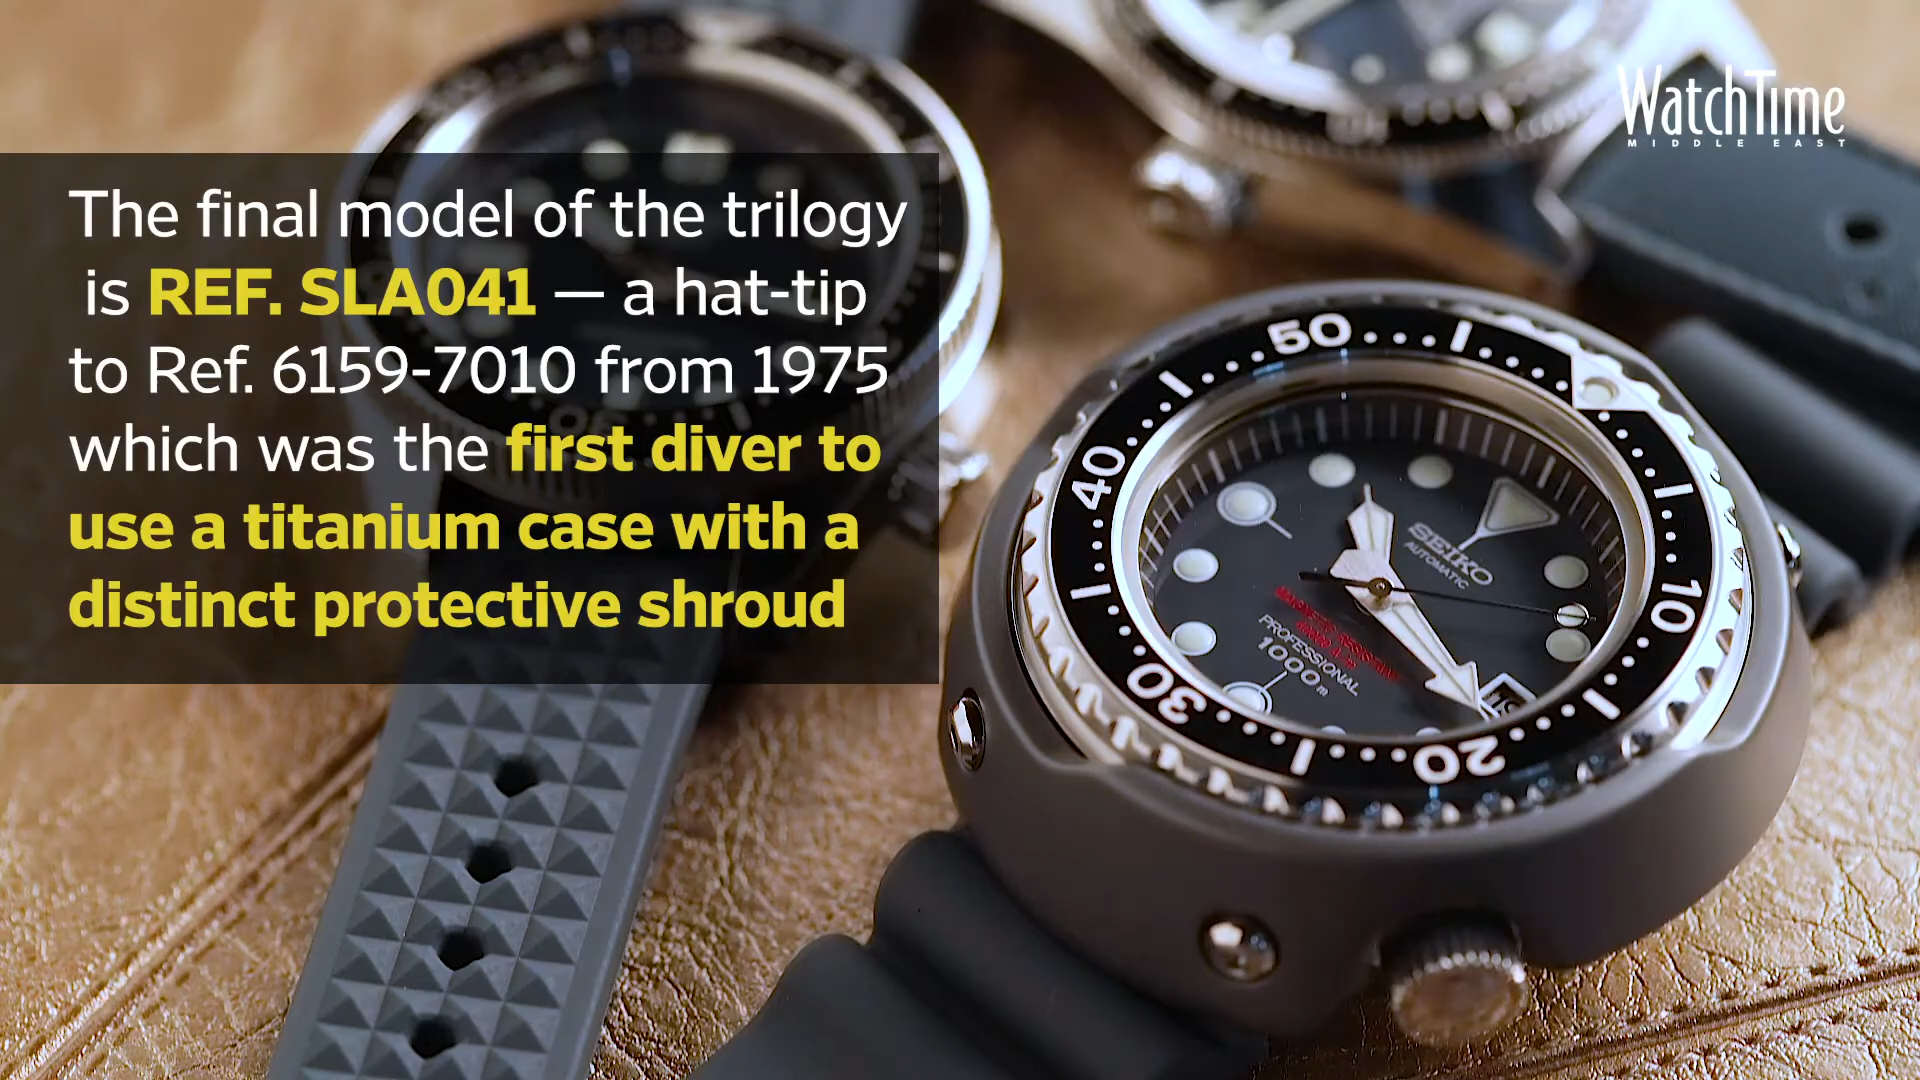 WatchTime
MIDDLE EAST
The final model of the trilogy
is REF. SLA041 — a hat-tip
to Ref. 6159-7010 from 1975
which was the first diver to
use a titanium case with a
distinct protective shroud
50
40
10
30
20
SEIKO
AUTOMATIC
PROFESSIONAL
1000m